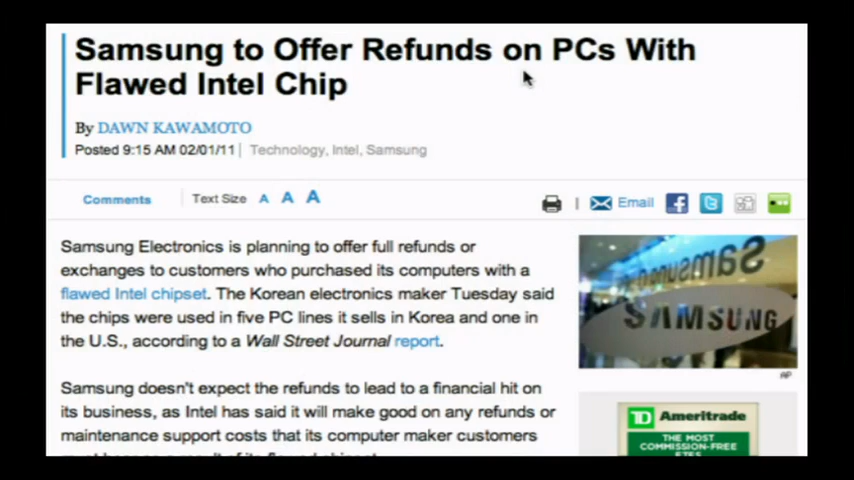 Samsung to Offer Refunds on PCs With
Flawed Intel Chip
By DAWN KAWAMOTO
Posted 9:15 AM 02/01/11 | Technology, Intel, Samsung
Comments
Text Size A A A
Email
Samsung Electronics is planning to offer full refunds or
exchanges to customers who purchased its computers with a
flawed Intel chipset. The Korean electronics maker Tuesday said
the chips were used in five PC lines it sells in Korea and one in
the U.S., according to a Wall Street Journal report.
Samsung doesn't expect the refunds to lead to a financial hit on
its business, as Intel has said it will make good on any refunds or
maintenance support costs that its computer maker customers
Samsung
SAMSUNG
AP
TD Ameritrade
THE MOST
COMMISSION-FREE
ETFs